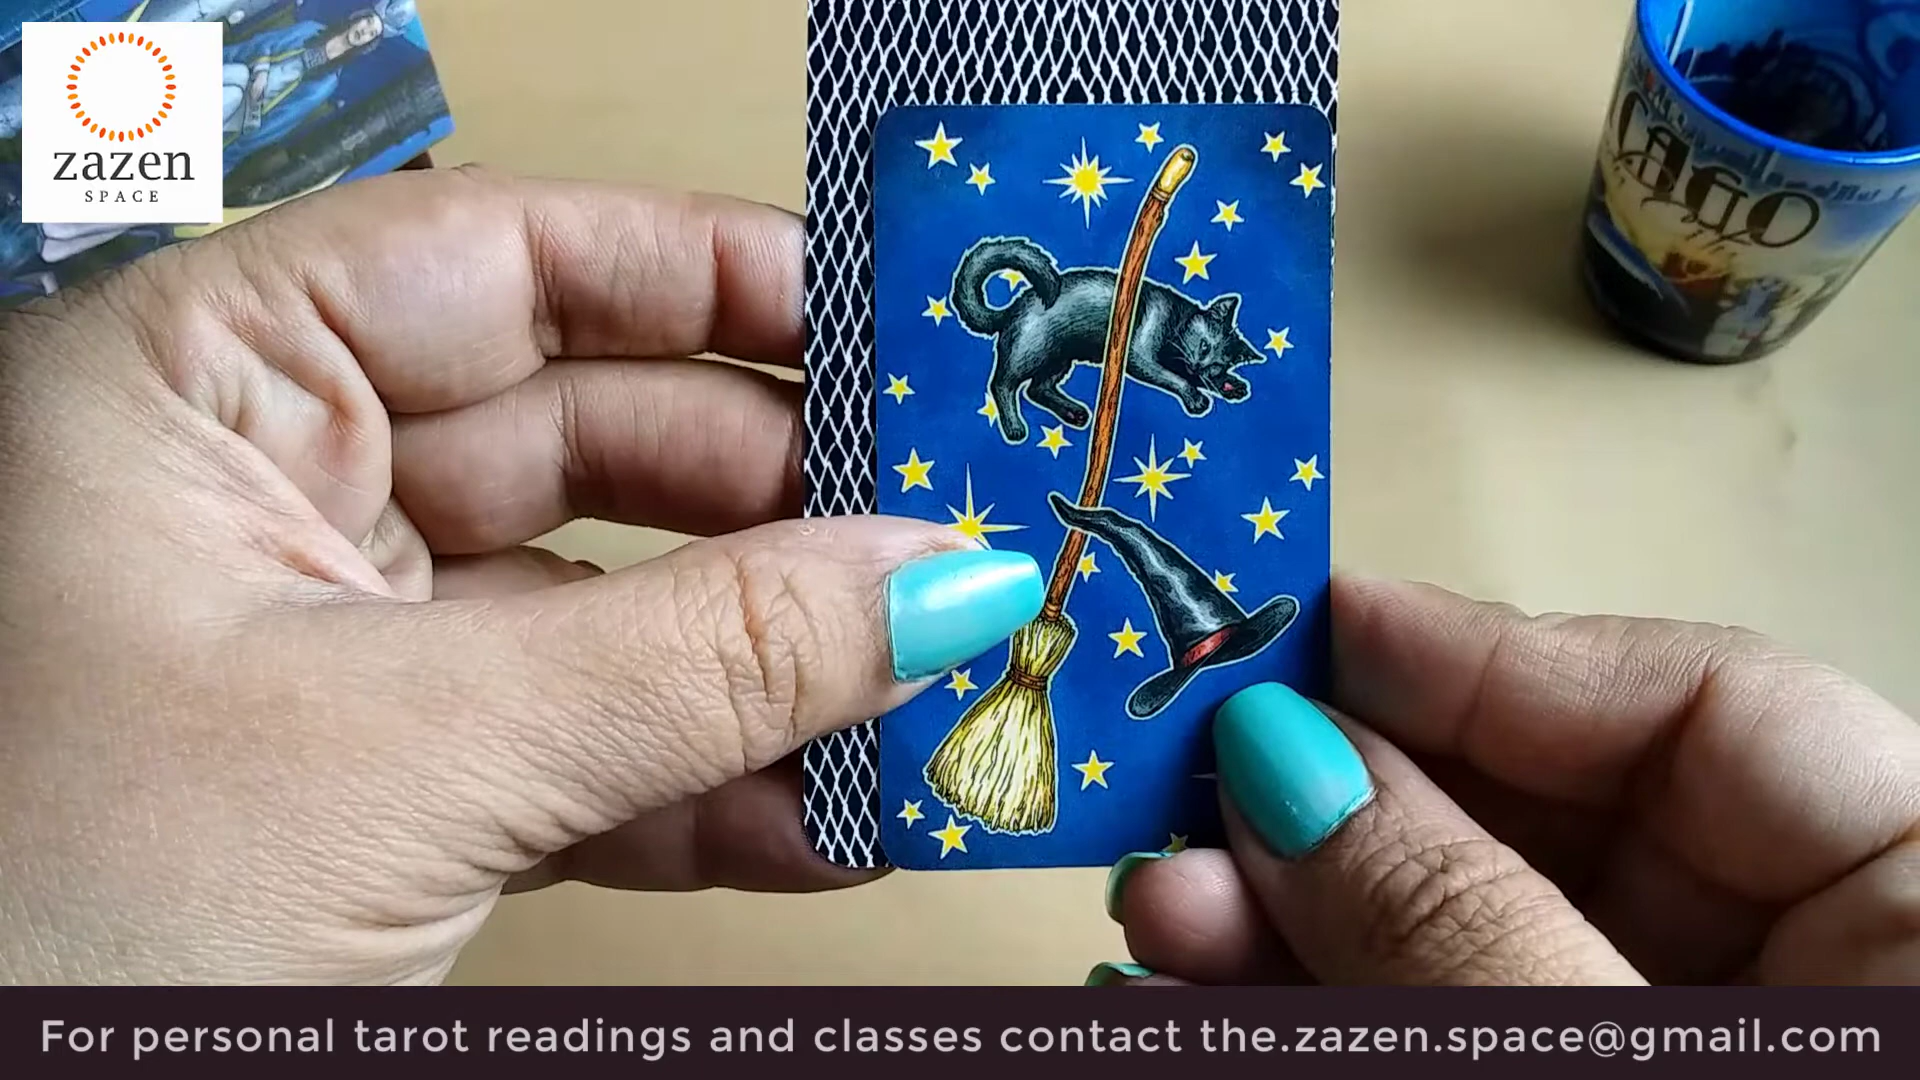 zazen
SPACE
For personal tarot readings and classes contact the.zazen.space@gmail.com